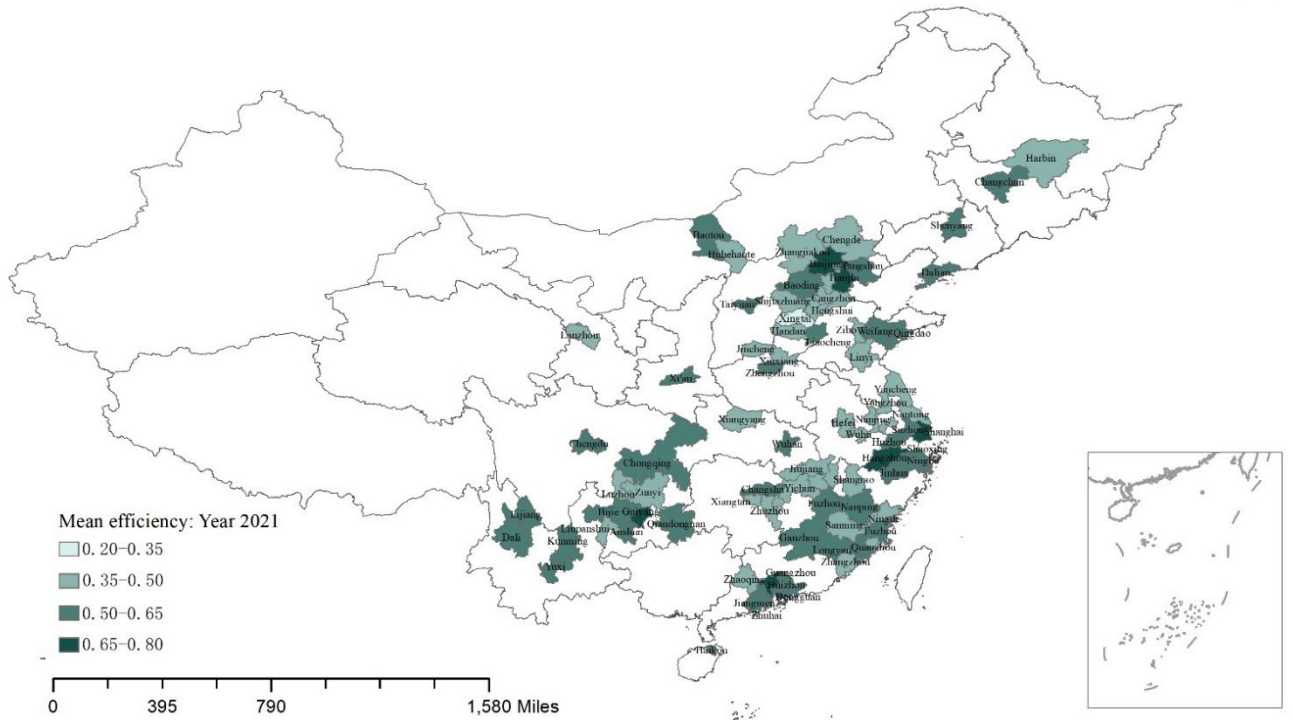 Harbin
Changchun
Shenyang
Baotou
Chengde
Huhehaote
Zhangjiakou
Beijing
Tangshan
Tianjin
Dalian
Baoding
Taiyuan
Shijiazhuang
Cangzhou
Hengshui
Xingtai
Handan
Zibo
Weifang
Qingdao
Liaocheng
Lanzhou
Jincheng
Linyi
Xinxiang
Zhengzhou
Xi'an
Yancheng
Yangzhou
Xiangyang
Nantong
Hefei
Nanjing
Suzhou
Shanghai
Wuhu
Chengdu
Wuhan
Huzhou
Shaoxing
Hangzhou
Ningbo
Chongqing
Jinhua
Jiujiang
Shangrao
Luzhou
Zunyi
Changsha
Yichun
Xiangtan
Zhuzhou
Fuzhou
Nanping
Lijiang
Bijie
Guiyang
Ningde
Liupanshui
Anshun
Qiandongnan
Sanming
Fuzhou
Dali
Kunming
Ganzhou
Longyan
Quanzhou
Zhangzhou
Yuxi
Guangzhou
Zhaoqing
Huizhou
Dongguan
Jiangmen
Zhuhai
Haikou
Mean efficiency: Year 2021
0.20-0.35
0.35-0.50
0.50-0.65
0.65-0.80
0 395 790 1,580 Miles